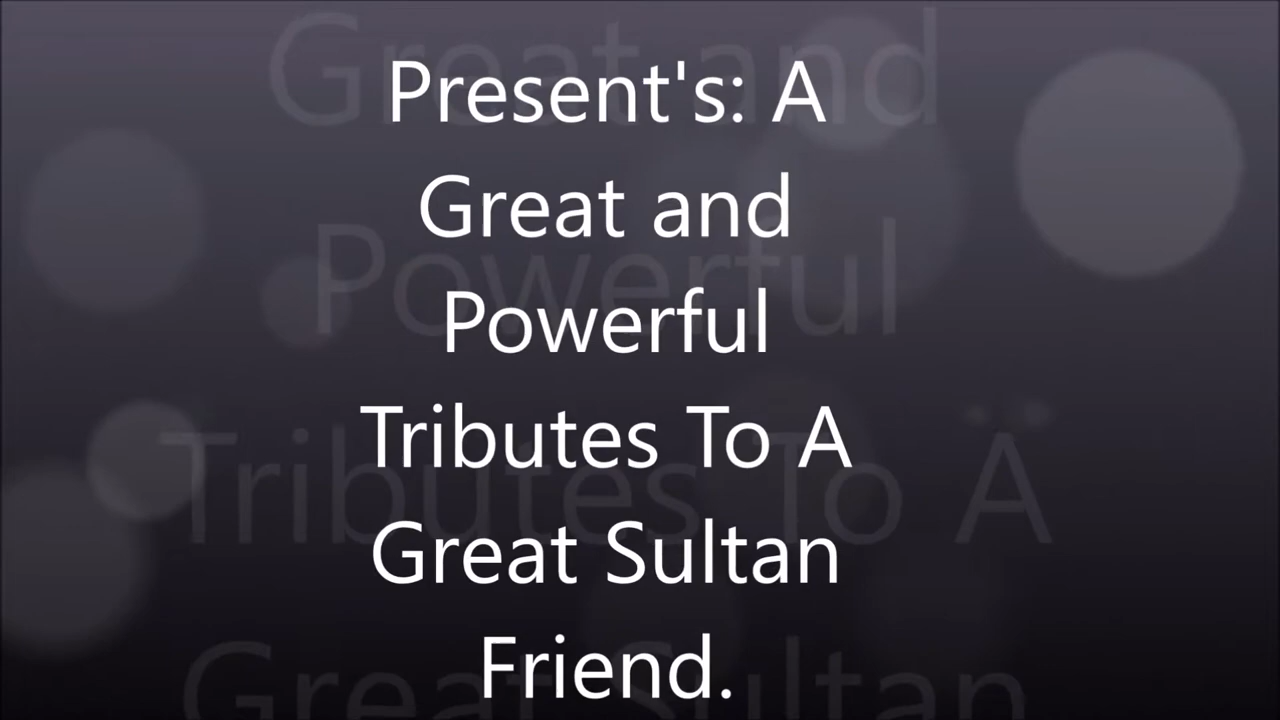 Present's: A
Great and
Powerful
Tributes To A
Great Sultan
Friend.